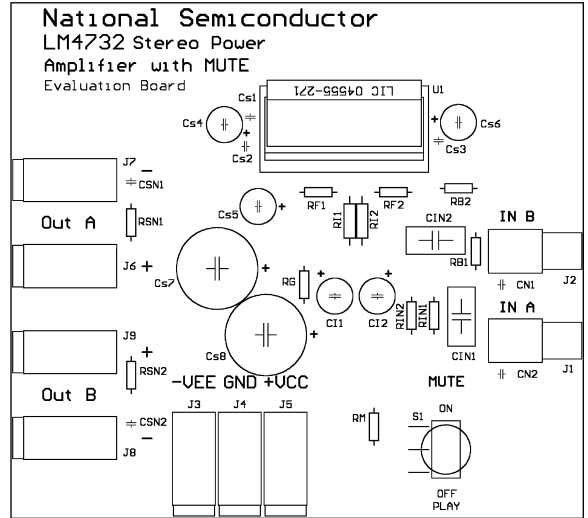 National Semiconductor
LM4732 Stereo Power
Amplifier with MUTE
Evaluation Board
LIC 04555-271
U1
Cs1
Cs4
Cs2
Cs6
Cs3
J7
-
CSN1
RSN1
Out A
J6 +
Cs5
RF1
RI1
RI2
RF2
RB2
CIN2
IN B
RB1
CN1
J2
Cs7
RG
CI1
CI2
RIN2
RIN1
CIN1
IN A
CN2
J1
J9
+
RSN2
Out B
CSN2
-
J8
Cs8
-VEE GND +VCC
J3 J4 J5
MUTE
RM
S1
ON
OFF
PLAY